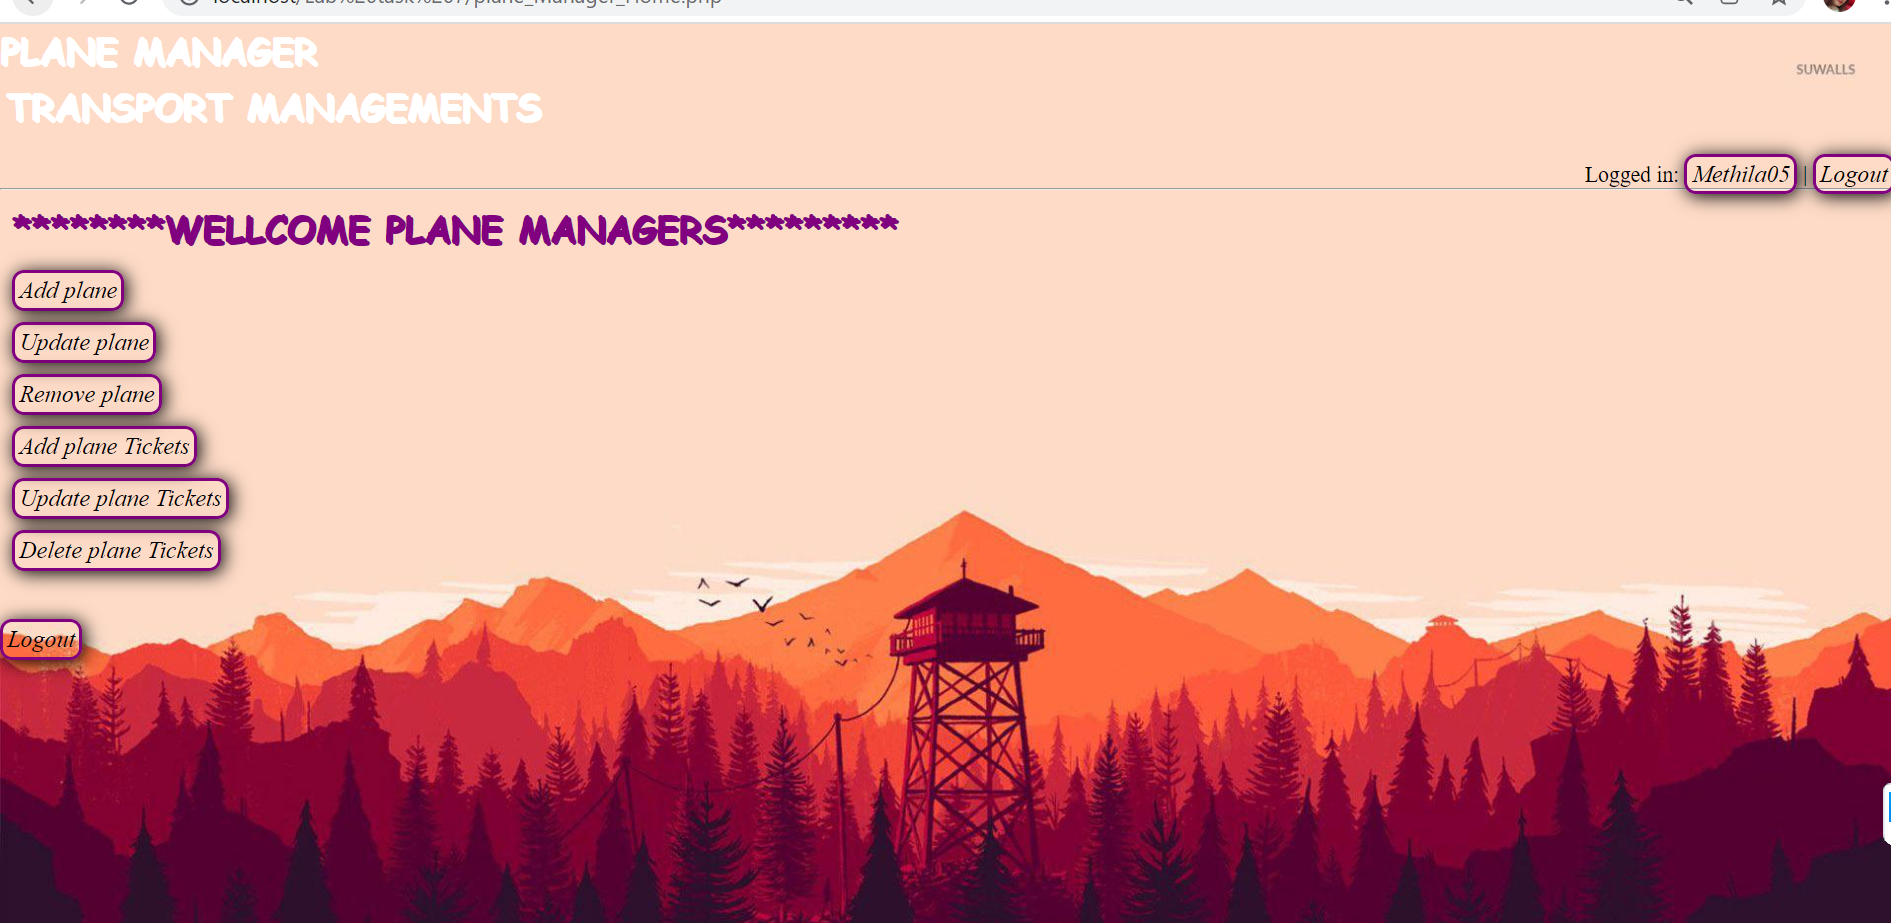 localhost/Lab%20task%207/plane_Manager_Home.php
PLANE MANAGER
SUWALLS
TRANSPORT MANAGEMENTS
Logged in: Methila05 | Logout
********WELLCOME PLANE MANAGERS*********
Add plane
Update plane
Remove plane
Add plane Tickets
Update plane Tickets
Delete plane Tickets
Logout